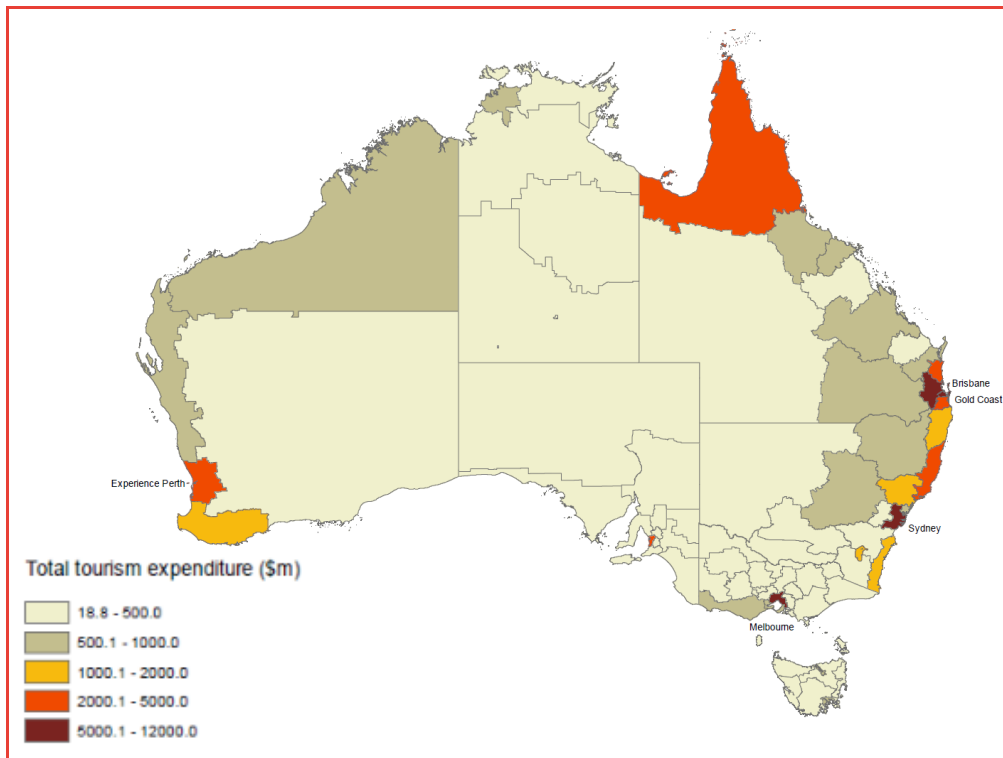 Brisbane
Gold Coast
Experience Perth
Sydney
Total tourism expenditure ($m)
18.8 - 500.0
500.1 - 1000.0
1000.1 - 2000.0
2000.1 - 5000.0
5000.1 - 12000.0
Melbourne